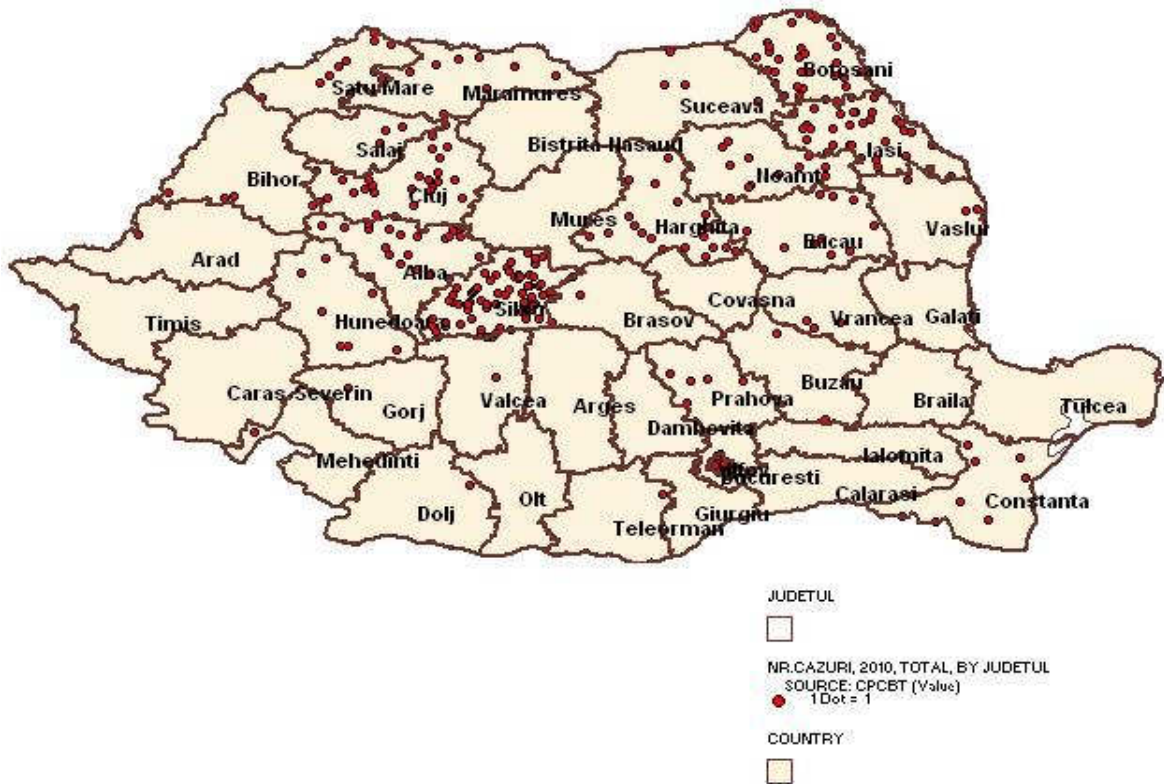 Botosani
Satu Mare
Maramures
Suceava
Salaj
Bistrita Nasaud
Iasi
Bihor
Cluj
Neamt
Mures
Harghita
Bacau
Vaslui
Arad
Alba
Sibiu
Covasna
Timis
Hunedoara
Brasov
Vrancea
Galati
Caras-Severin
Gorj
Valcea
Arges
Prahova
Buzau
Braila
Tulcea
Dambovita
Mehedinti
Ialomita
Bucuresti
Calarasi
Constanta
Dolj
Olt
Teleorman
Giurgiu
JUDETUL
NR.CAZURI, 2010, TOTAL, BY JUDETUL
SOURCE: CPCBT (Value)
1 Dot = 1
COUNTRY